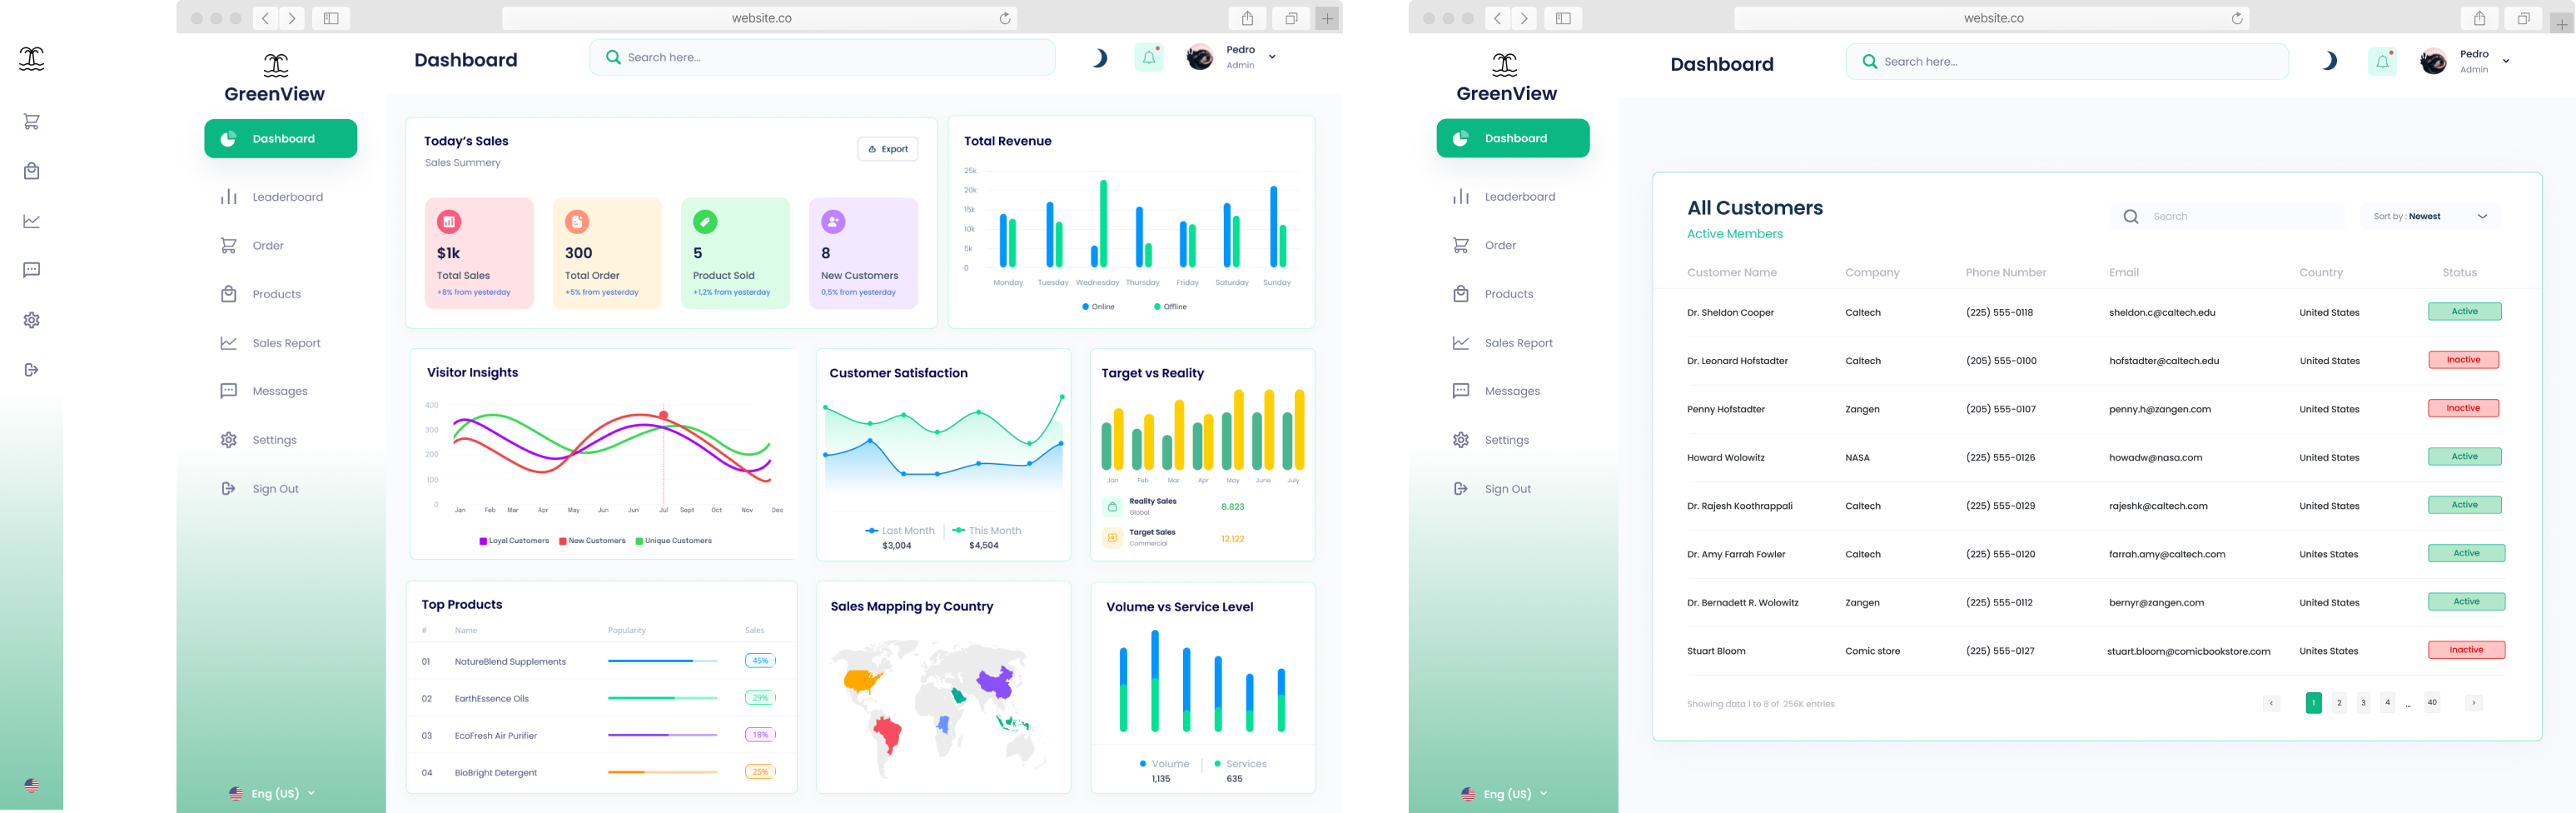 website.co
GreenView
Dashboard
Leaderboard
Order
Products
Sales Report
Messages
Settings
Sign Out
Eng (US)
Dashboard
Search here...
Pedro
Admin
Today's Sales
Sales Summery
Export
$1k
Total Sales
+8% from yesterday
300
Total Order
+5% from yesterday
5
Product Sold
+1,2% from yesterday
8
New Customers
0,5% from yesterday
Total Revenue
25k
20k
15k
10k
5k
0
Monday Tuesday Wednesday Thursday Friday Saturday Sunday
Online Offline
Visitor Insights
400
300
200
100
0
Jan Feb Mar Apr May Jun Jun Jul Sept Oct Nov Des
Loyal Customers New Customers Unique Customers
Customer Satisfaction
Last Month This Month
$3,004 $4,504
Target vs Reality
Jan Feb Mar Apr May June July
Reality Sales
Global
8.823
Target Sales
Commercial
12.122
Top Products
# Name Popularity Sales
01 NatureBlend Supplements 45%
02 EarthEssence Oils 29%
03 EcoFresh Air Purifier 18%
04 BioBright Detergent 25%
Sales Mapping by Country
Volume vs Service Level
Volume Services
1,135 635
website.co
GreenView
Dashboard
Leaderboard
Order
Products
Sales Report
Messages
Settings
Sign Out
Eng (US)
Dashboard
Search here...
Pedro
Admin
All Customers
Active Members
Search
Sort by : Newest
Customer Name Company Phone Number Email Country Status
Dr. Sheldon Cooper Caltech (225) 555-0118 sheldon.c@caltech.edu United States Active
Dr. Leonard Hofstadter Caltech (205) 555-0100 hofstadter@caltech.edu United States Inactive
Penny Hofstadter Zangen (205) 555-0107 penny.h@zangen.com United States Inactive
Howard Wolowitz NASA (225) 555-0126 howadw@nasa.com United States Active
Dr. Rajesh Koothrappali Caltech (225) 555-0129 rajeshk@caltech.com United States Active
Dr. Amy Farrah Fowler Caltech (225) 555-0120 farrah.amy@caltech.com Unites States Active
Dr. Bernadett R. Wolowitz Zangen (225) 555-0112 bernyr@zangen.com United States Active
Stuart Bloom Comic store (225) 555-0127 stuart.bloom@comicbookstore.com Unites States Inactive
Showing data 1 to 8 of 256K entries
< 1 2 3 4 ... 40 >